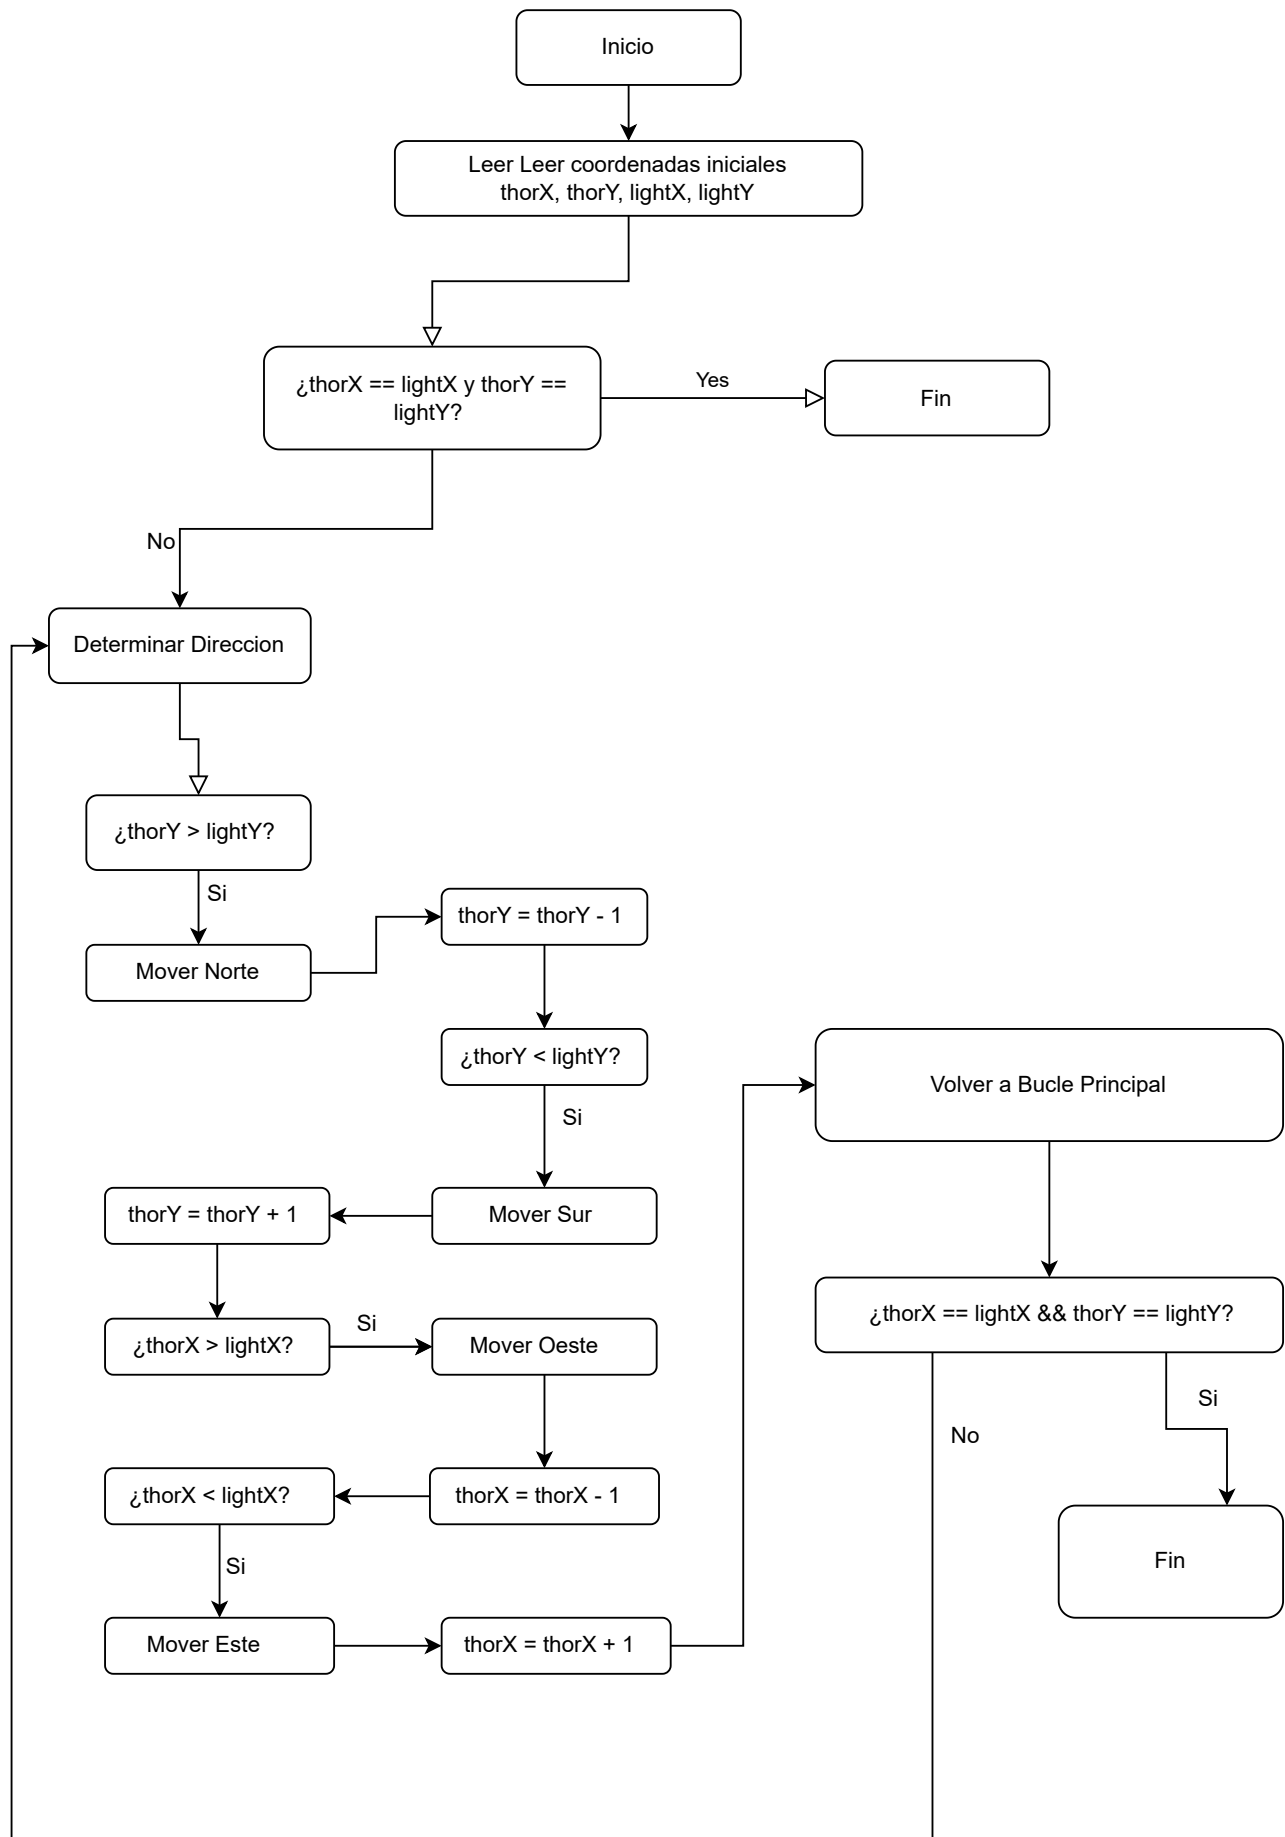 Inicio
Leer Leer coordenadas iniciales
thorX, thorY, lightX, lightY
¿thorX == lightX y thorY ==
lightY?
Yes
Fin
No
Determinar Direccion
¿thorY > lightY?
Si
Mover Norte
thorY = thorY - 1
¿thorY < lightY?
Si
Mover Sur
thorY = thorY + 1
¿thorX > lightX?
Si
Mover Oeste
thorX = thorX - 1
¿thorX < lightX?
Si
Mover Este
thorX = thorX + 1
Volver a Bucle Principal
¿thorX == lightX && thorY == lightY?
Si
No
Fin